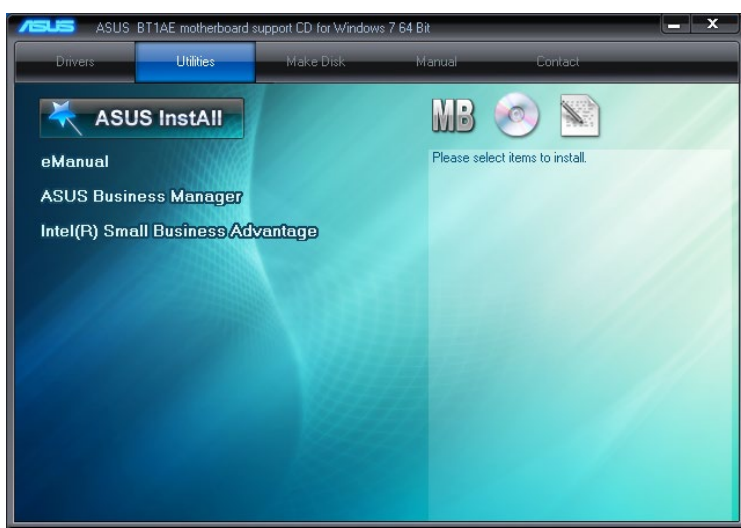 ASUS ASUS BT1AE motherboard support CD for Windows 7 64 Bit
Drivers Utilities Make Disk Manual Contact
ASUS InstAll
MB
eManual
Please select items to install.
ASUS Business Manager
Intel(R) Small Business Advantage